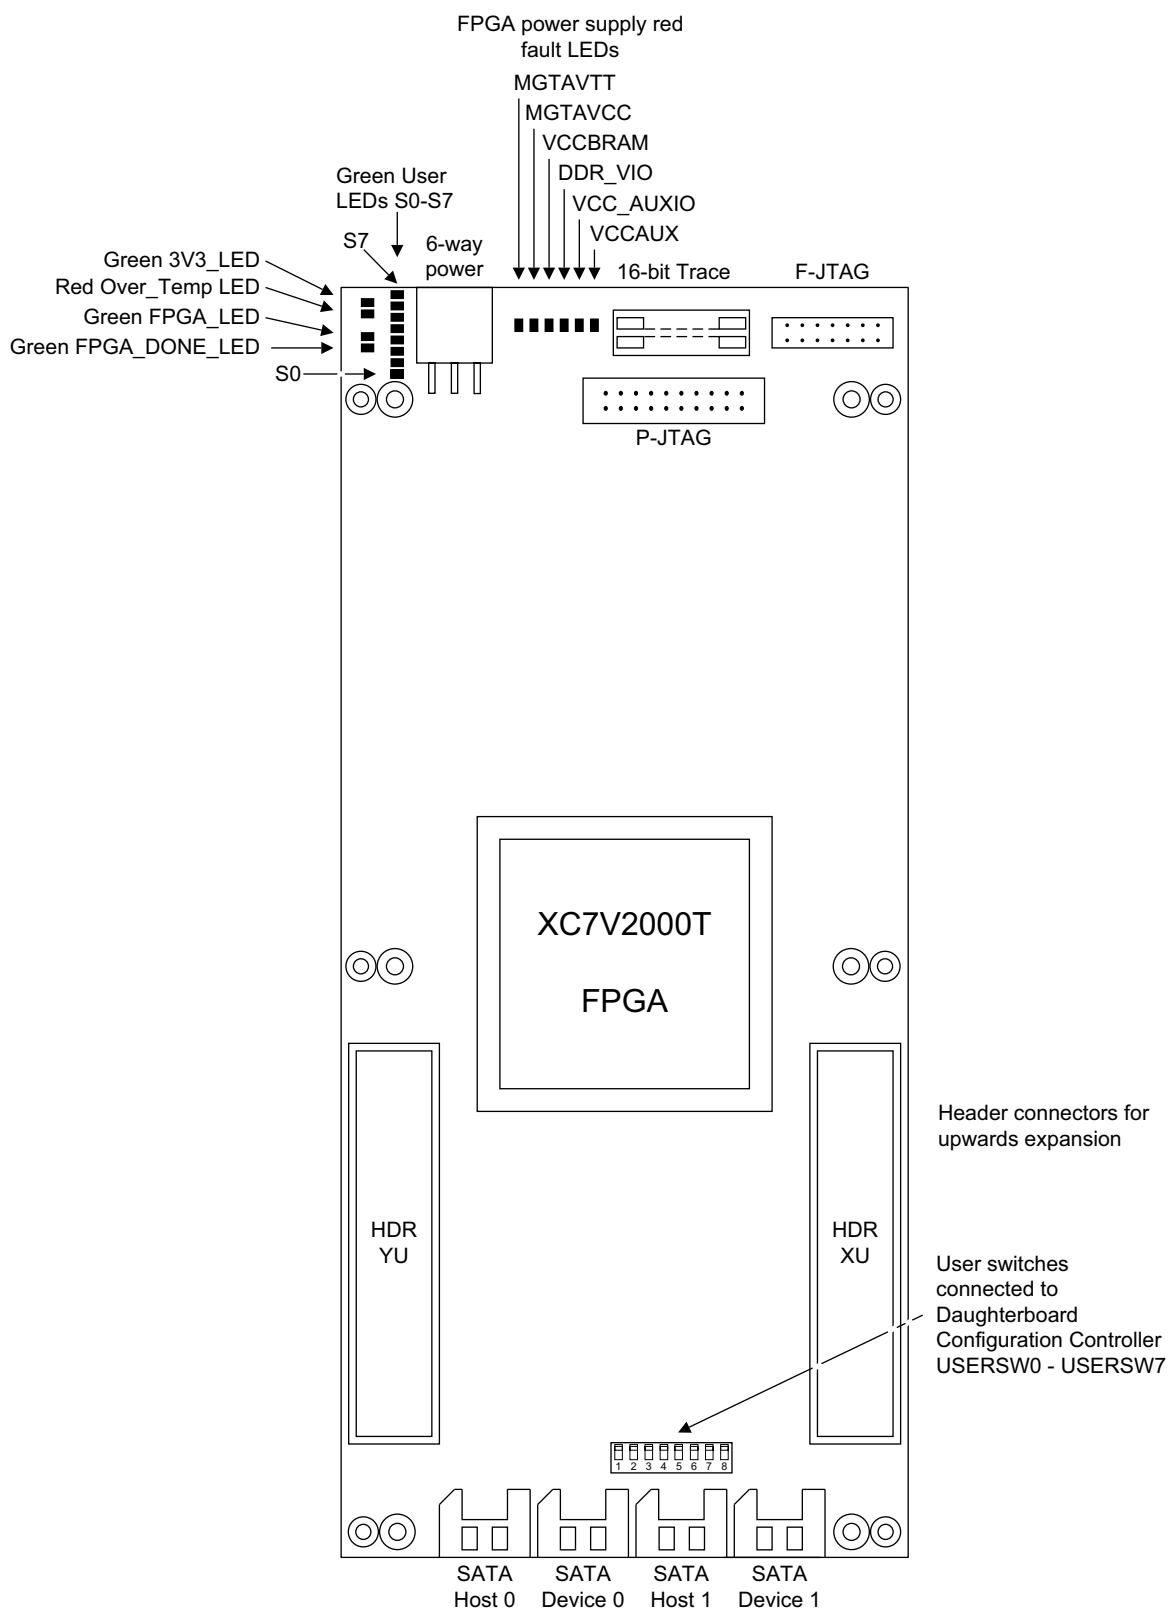 FPGA power supply red
fault LEDs
MGTAVTT
MGTAVCC
VCCBRAM
DDR_VIO
VCC_AUXIO
VCCAUX
Green User
LEDs S0-S7
S7
6-way
power
16-bit Trace
F-JTAG
Green 3V3_LED
Red Over_Temp LED
Green FPGA_LED
Green FPGA_DONE_LED
S0
P-JTAG
XC7V2000T
FPGA
Header connectors for
upwards expansion
HDR
YU
HDR
XU
User switches
connected to
Daughterboard
Configuration Controller
USERSW0 - USERSW7
1 2 3 4 5 6 7 8
SATA
Host 0
SATA
Device 0
SATA
Host 1
SATA
Device 1